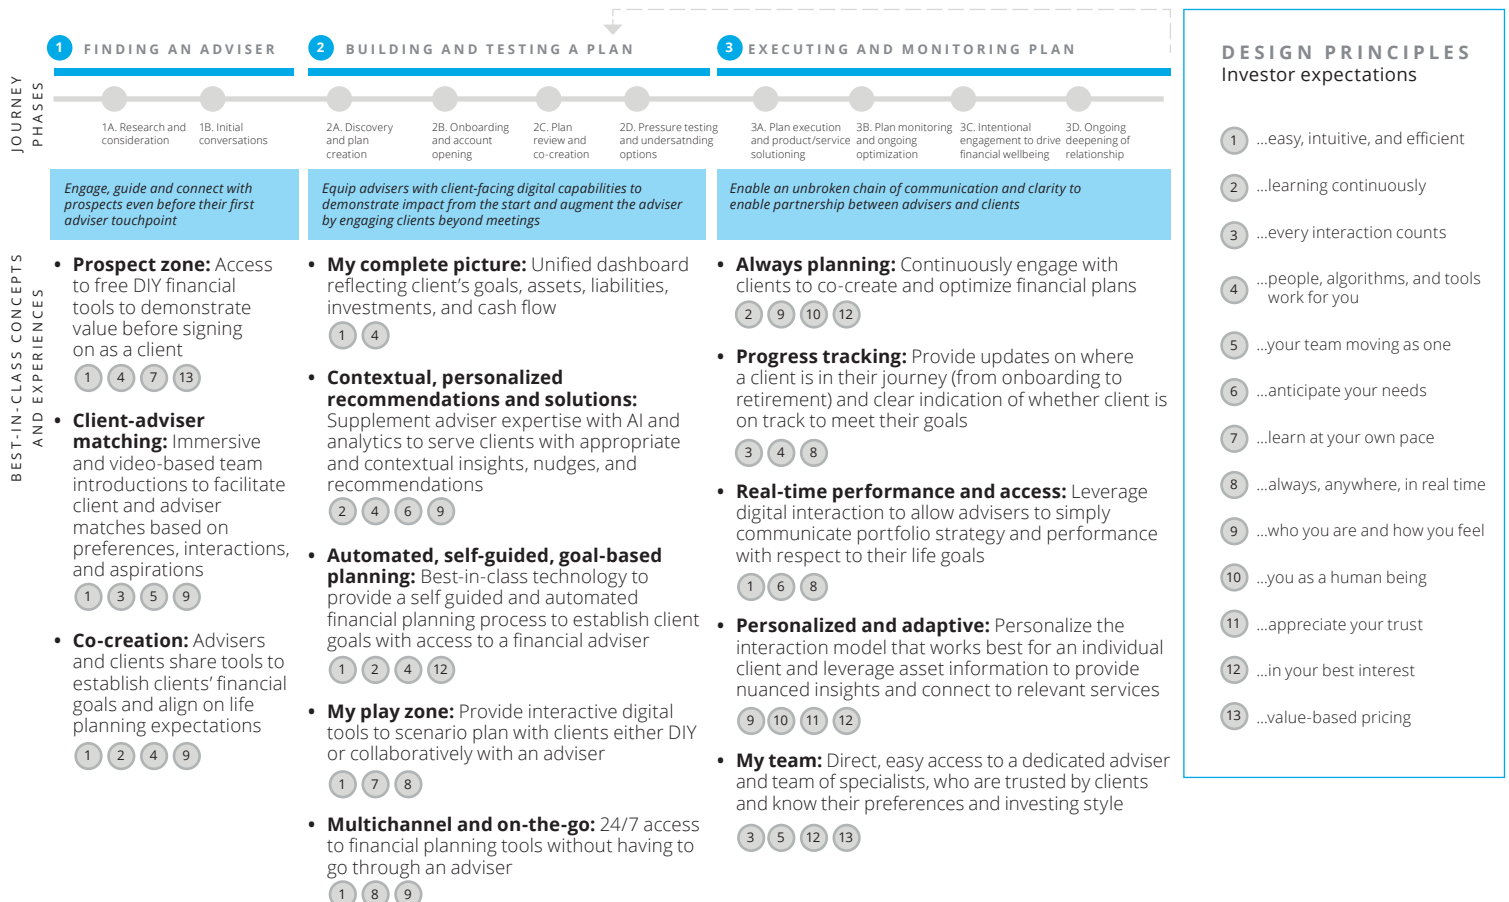 1 FINDING AN ADVISER
2 BUILDING AND TESTING A PLAN
3 EXECUTING AND MONITORING PLAN
JOURNEY
PHASES
1A. Research and
consideration
1B. Initial
conversations
2A. Discovery
and plan
creation
2B. Onboarding
and account
opening
2C. Plan
review and
co-creation
2D. Pressure testing
and undersatnding
options
3A. Plan execution
and product/service
solutioning
3B. Plan monitoring
and ongoing
optimization
3C. Intentional
engagement to drive
financial wellbeing
3D. Ongoing
deepening of
relationship
Engage, guide and connect with
prospects even before their first
adviser touchpoint
Equip advisers with client-facing digital capabilities to
demonstrate impact from the start and augment the adviser
by engaging clients beyond meetings
Enable an unbroken chain of communication and clarity to
enable partnership between advisers and clients
BEST-IN-CLASS CONCEPTS
AND EXPERIENCES
• Prospect zone: Access
to free DIY financial
tools to demonstrate
value before signing
on as a client
1 4 7 13
• Client-adviser
matching: Immersive
and video-based team
introductions to facilitate
client and adviser
matches based on
preferences, interactions,
and aspirations
1 3 5 9
• Co-creation: Advisers
and clients share tools to
establish clients’ financial
goals and align on life
planning expectations
1 2 4 9
• My complete picture: Unified dashboard
reflecting client’s goals, assets, liabilities,
investments, and cash flow
1 4
• Contextual, personalized
recommendations and solutions:
Supplement adviser expertise with AI and
analytics to serve clients with appropriate
and contextual insights, nudges, and
recommendations
2 4 6 9
• Automated, self-guided, goal-based
planning: Best-in-class technology to
provide a self guided and automated
financial planning process to establish client
goals with access to a financial adviser
1 2 4 12
• My play zone: Provide interactive digital
tools to scenario plan with clients either DIY
or collaboratively with an adviser
1 7 8
• Multichannel and on-the-go: 24/7 access
to financial planning tools without having to
go through an adviser
1 8 9
• Always planning: Continuously engage with
clients to co-create and optimize financial plans
2 9 10 12
• Progress tracking: Provide updates on where
a client is in their journey (from onboarding to
retirement) and clear indication of whether client is
on track to meet their goals
3 4 8
• Real-time performance and access: Leverage
digital interaction to allow advisers to simply
communicate portfolio strategy and performance
with respect to their life goals
1 6 8
• Personalized and adaptive: Personalize the
interaction model that works best for an individual
client and leverage asset information to provide
nuanced insights and connect to relevant services
9 10 11 12
• My team: Direct, easy access to a dedicated adviser
and team of specialists, who are trusted by clients
and know their preferences and investing style
3 5 12 13
DESIGN PRINCIPLES
Investor expectations
1 ...easy, intuitive, and efficient
2 ...learning continuously
3 ...every interaction counts
4 ...people, algorithms, and tools
work for you
5 ...your team moving as one
6 ...anticipate your needs
7 ...learn at your own pace
8 ...always, anywhere, in real time
9 ...who you are and how you feel
10 ...you as a human being
11 ...appreciate your trust
12 ...in your best interest
13 ...value-based pricing